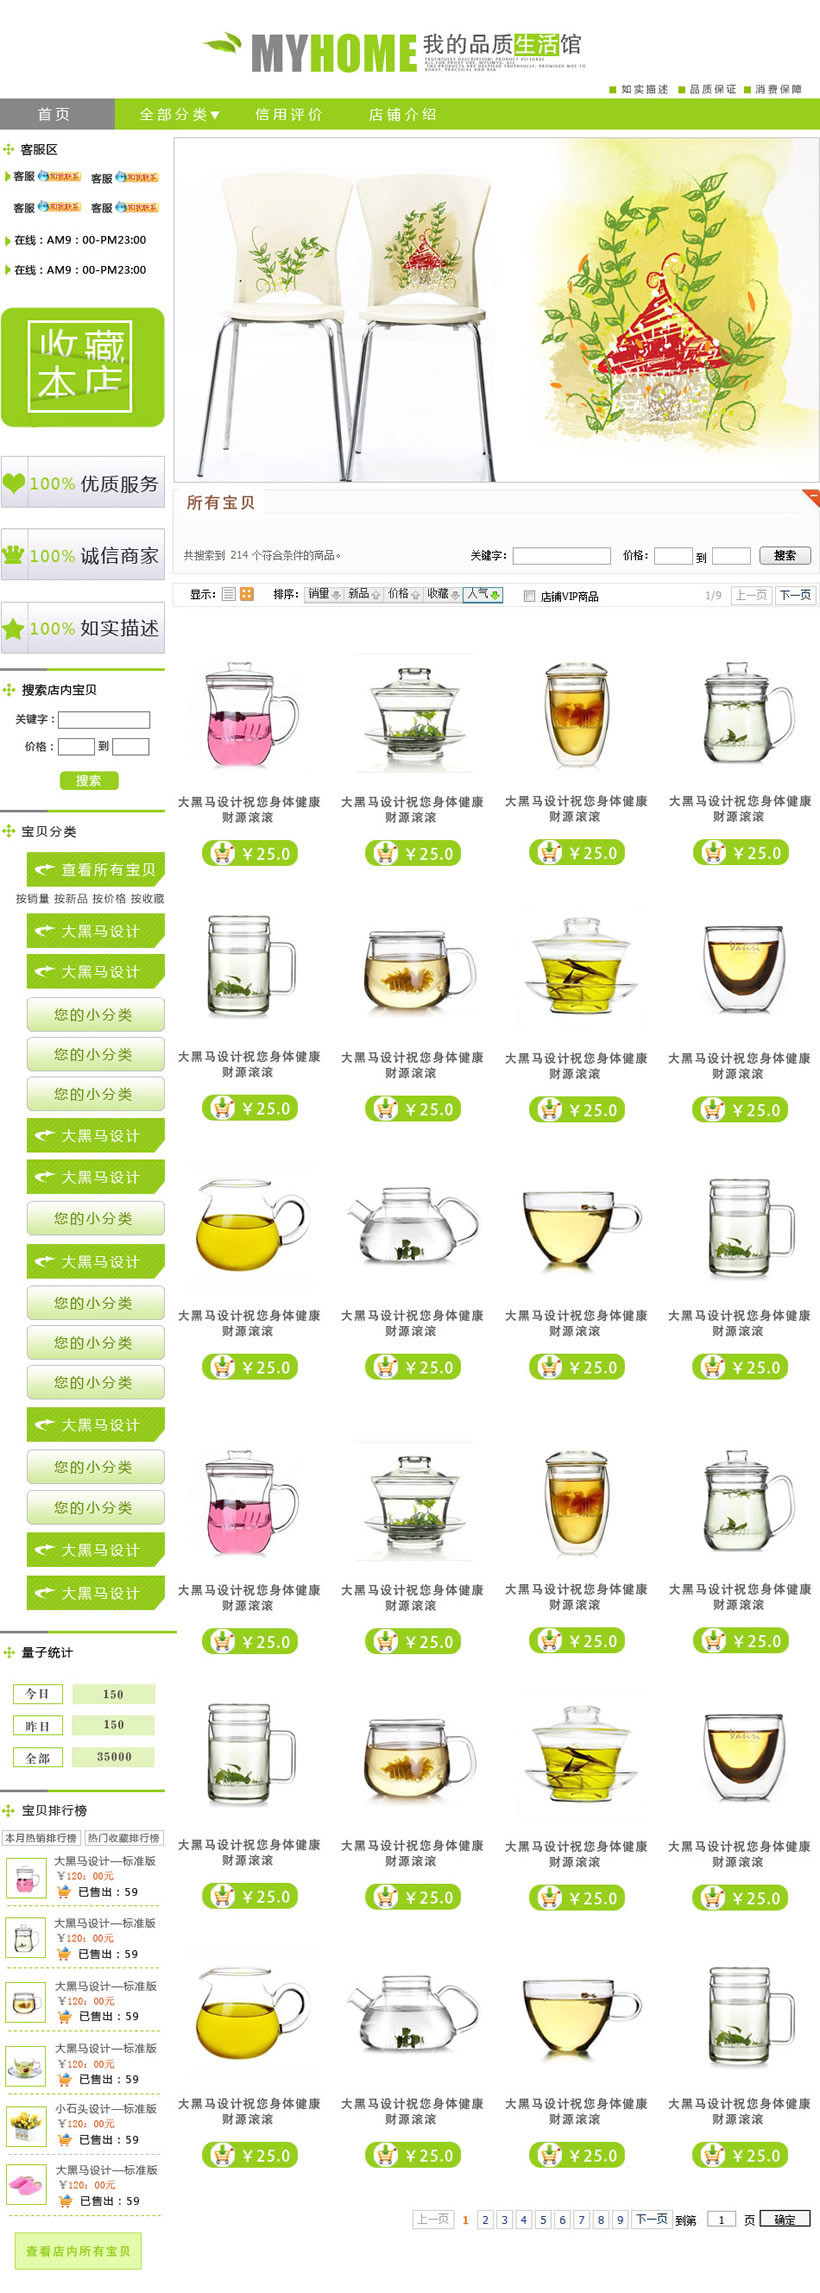 MYHOME 我的品质生活馆
如实描述 品质保证 消费保障
首页 全部分类▼ 信用评价 店铺介绍
客服区
客服 和我联系 客服 和我联系
客服 和我联系 客服 和我联系
在线：AM9：00-PM23:00
在线：AM9：00-PM23:00
收藏
本店
100% 优质服务
100% 诚信商家
100% 如实描述
搜索店内宝贝
关键字：
价格： 到
搜索
宝贝分类
查看所有宝贝
按销量 按新品 按价格 按收藏
大黑马设计
大黑马设计
您的小分类
您的小分类
您的小分类
大黑马设计
大黑马设计
您的小分类
大黑马设计
您的小分类
您的小分类
您的小分类
大黑马设计
您的小分类
您的小分类
大黑马设计
大黑马设计
量子统计
今日 150
昨日 150
全部 35000
宝贝排行榜
本月热销排行榜 热门收藏排行榜
大黑马设计—标准版
￥120：00元
已售出：59
大黑马设计—标准版
￥120：00元
已售出：59
大黑马设计—标准版
￥120：00元
已售出：59
大黑马设计—标准版
￥120：00元
已售出：59
小石头设计—标准版
￥120：00元
已售出：59
大黑马设计—标准版
￥120：00元
已售出：59
查看店内所有宝贝
所有宝贝
共搜索到 214 个符合条件的商品。 关键字： 价格： 到 搜索
显示： 排序： 销量 新品 价格 收藏 人气 店铺VIP商品 1/9 上一页 下一页
大黑马设计祝您身体健康 大黑马设计祝您身体健康 大黑马设计祝您身体健康 大黑马设计祝您身体健康
财源滚滚 财源滚滚 财源滚滚 财源滚滚
￥25.0 ￥25.0 ￥25.0 ￥25.0
大黑马设计祝您身体健康 大黑马设计祝您身体健康 大黑马设计祝您身体健康 大黑马设计祝您身体健康
财源滚滚 财源滚滚 财源滚滚 财源滚滚
￥25.0 ￥25.0 ￥25.0 ￥25.0
大黑马设计祝您身体健康 大黑马设计祝您身体健康 大黑马设计祝您身体健康 大黑马设计祝您身体健康
财源滚滚 财源滚滚 财源滚滚 财源滚滚
￥25.0 ￥25.0 ￥25.0 ￥25.0
大黑马设计祝您身体健康 大黑马设计祝您身体健康 大黑马设计祝您身体健康 大黑马设计祝您身体健康
财源滚滚 财源滚滚 财源滚滚 财源滚滚
￥25.0 ￥25.0 ￥25.0 ￥25.0
大黑马设计祝您身体健康 大黑马设计祝您身体健康 大黑马设计祝您身体健康 大黑马设计祝您身体健康
财源滚滚 财源滚滚 财源滚滚 财源滚滚
￥25.0 ￥25.0 ￥25.0 ￥25.0
大黑马设计祝您身体健康 大黑马设计祝您身体健康 大黑马设计祝您身体健康 大黑马设计祝您身体健康
财源滚滚 财源滚滚 财源滚滚 财源滚滚
￥25.0 ￥25.0 ￥25.0 ￥25.0
上一页 1 2 3 4 5 6 7 8 9 下一页 到第 1 页 确定